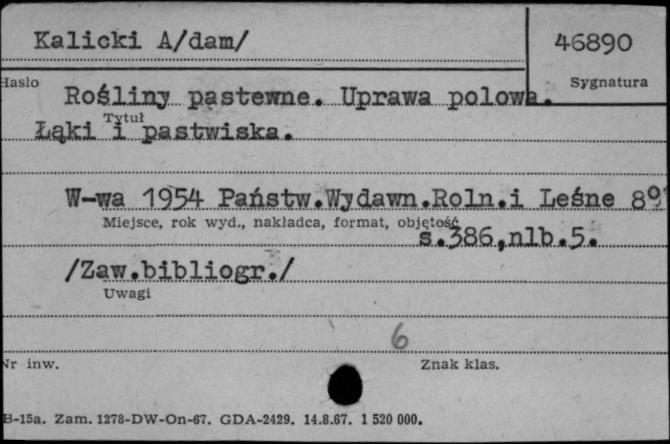 Kalicki A/dam/
46890
Hasło
Sygnatura
Rośliny pastewne. Uprawa polowa.
Tytuł
Łąki i pastwiska.
W-wa 1954 Państw.Wydawn.Roln.i Leśne 8º
Miejsce, rok wyd., nakładca, format, objętość
s.386,nlb.5.
/Zaw.bibliogr./
Uwagi
6
Nr inw.
Znak klas.
B-15a. Zam. 1278-DW-On-67. GDA-2429. 14.8.67. 1 520 000.